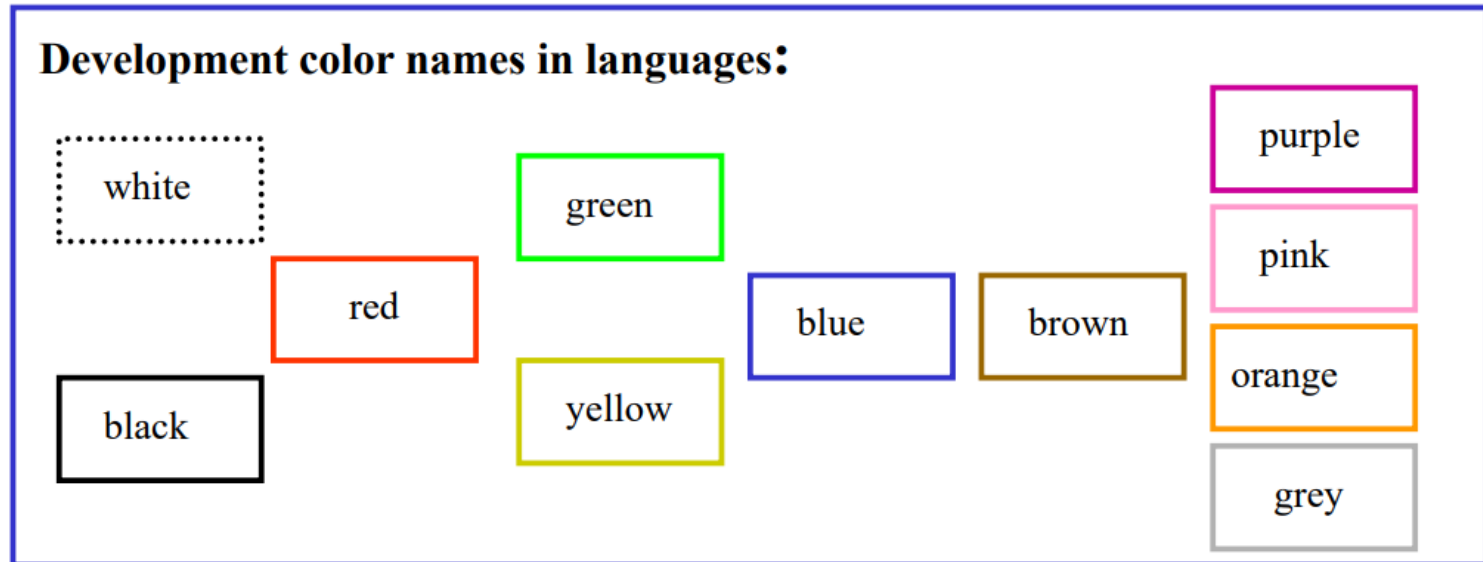 Development color names in languages:
white
black
red
green
yellow
blue
brown
purple
pink
orange
grey